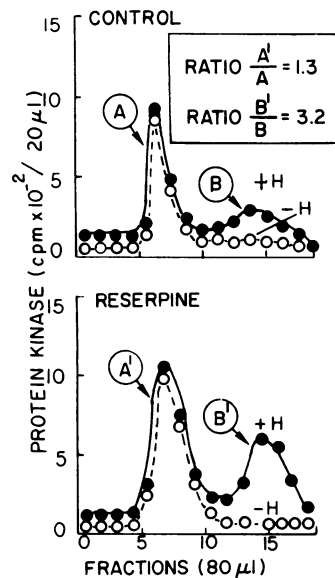 CONTROL
15
10
5
0
A
B
+H
-H
RATIO A'/A = 1.3
RATIO B'/B = 3.2
RESERPINE
15
10
5
0
A'
B'
+H
-H
0 5 10 15
FRACTIONS (80 µl)
PROTEIN KINASE (cpm x 10⁻² / 20 µl)